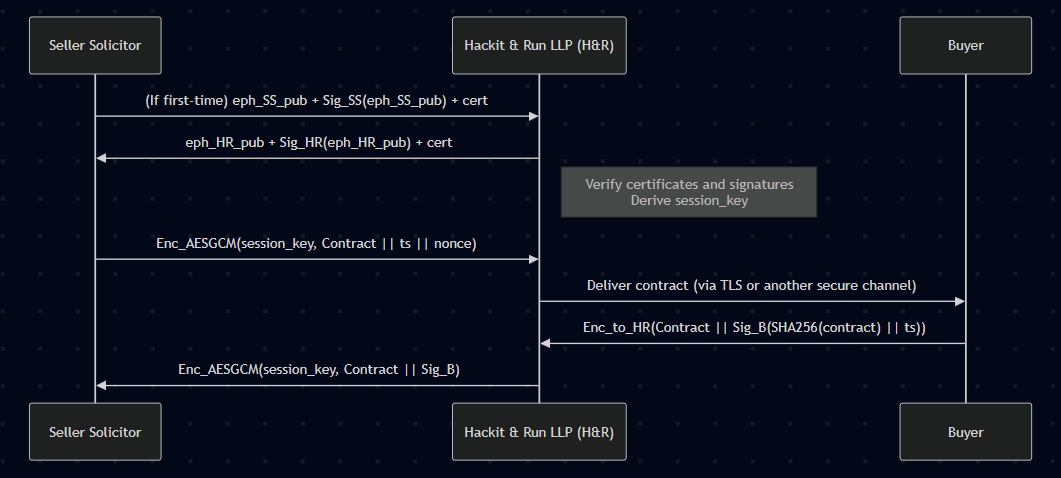 Seller Solicitor
Hackit & Run LLP (H&R)
Buyer
(If first-time) eph_SS_pub + Sig_SS(eph_SS_pub) + cert
eph_HR_pub + Sig_HR(eph_HR_pub) + cert
Verify certificates and signatures
Derive session_key
Enc_AESGCM(session_key, Contract || ts || nonce)
Deliver contract (via TLS or another secure channel)
Enc_to_HR(Contract || Sig_B(SHA256(contract) || ts))
Enc_AESGCM(session_key, Contract || Sig_B)
Seller Solicitor
Hackit & Run LLP (H&R)
Buyer